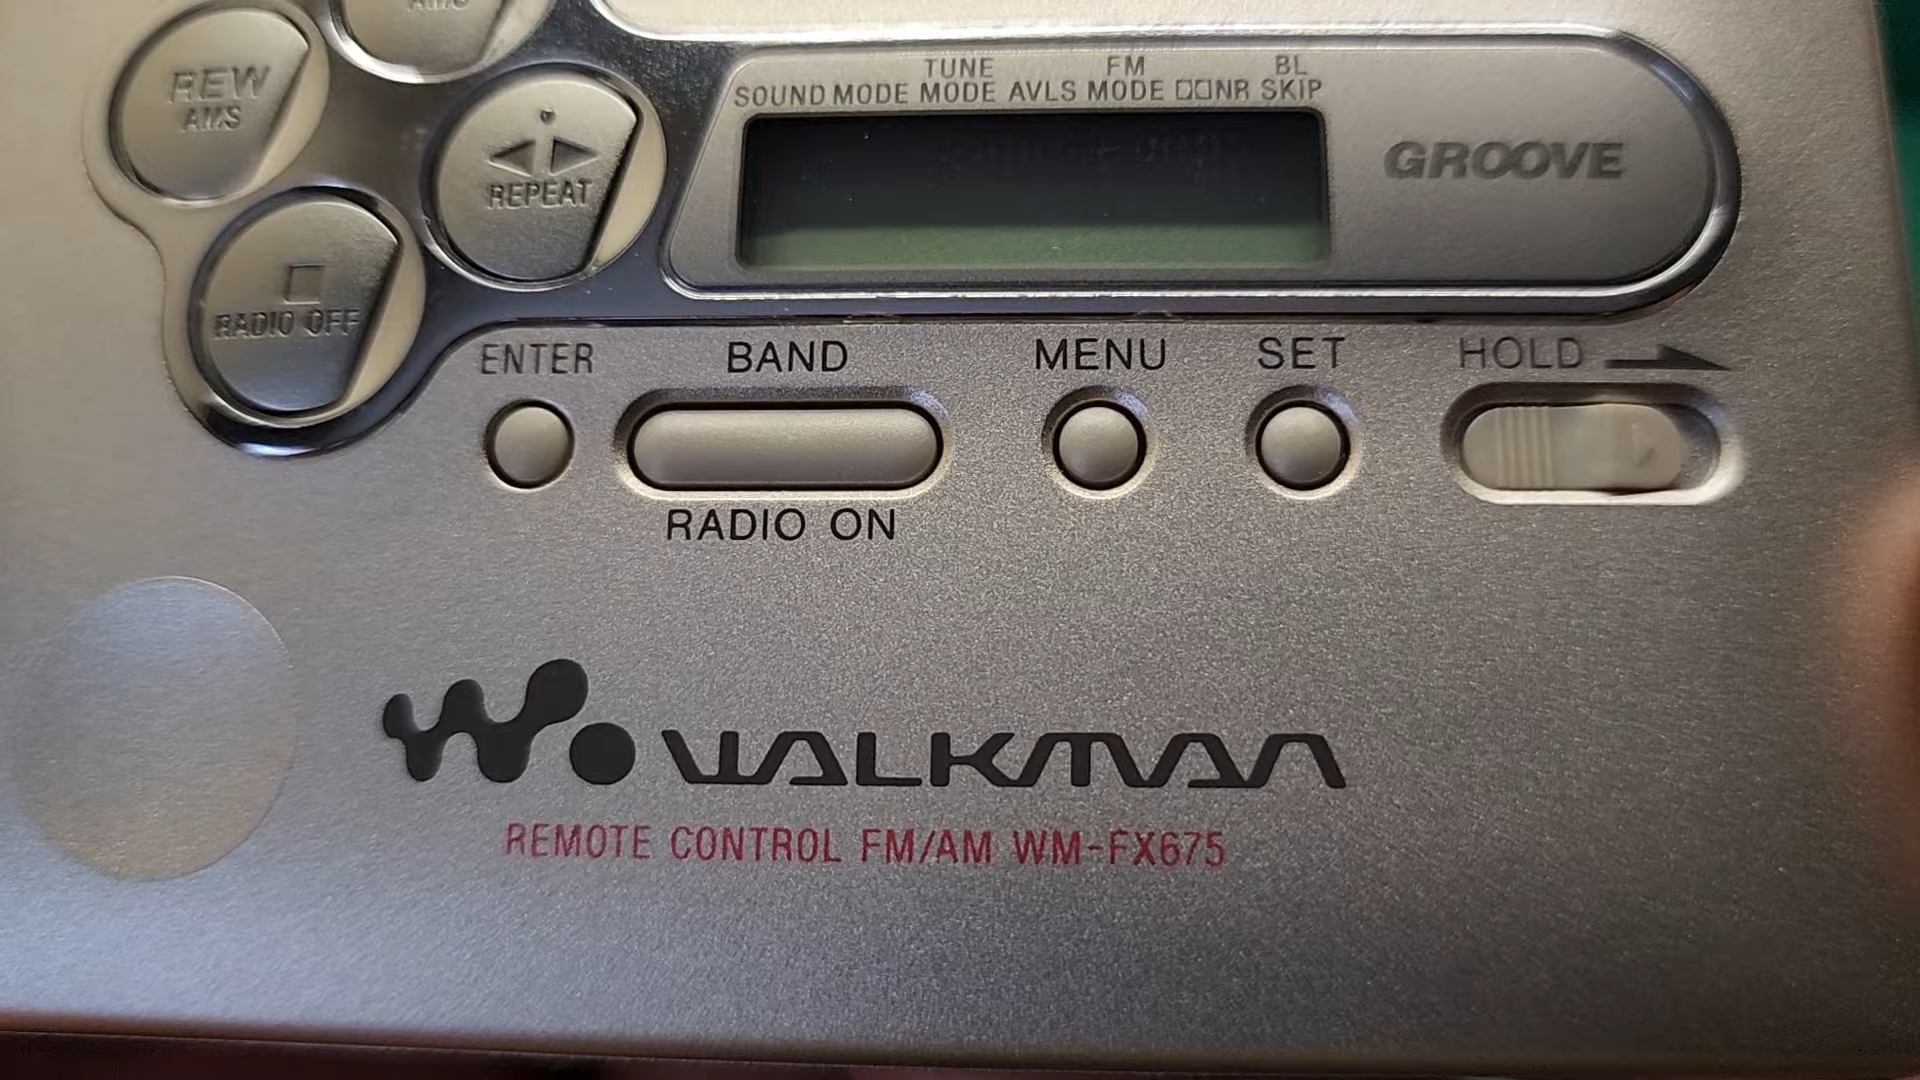 AMS
REW
AMS
REPEAT
RADIO OFF
TUNE FM BL
SOUND MODE MODE AVLS MODE □□NR SKIP
GROOVE
ENTER BAND MENU SET HOLD
RADIO ON
WALKMAN
REMOTE CONTROL FM/AM WM-FX675